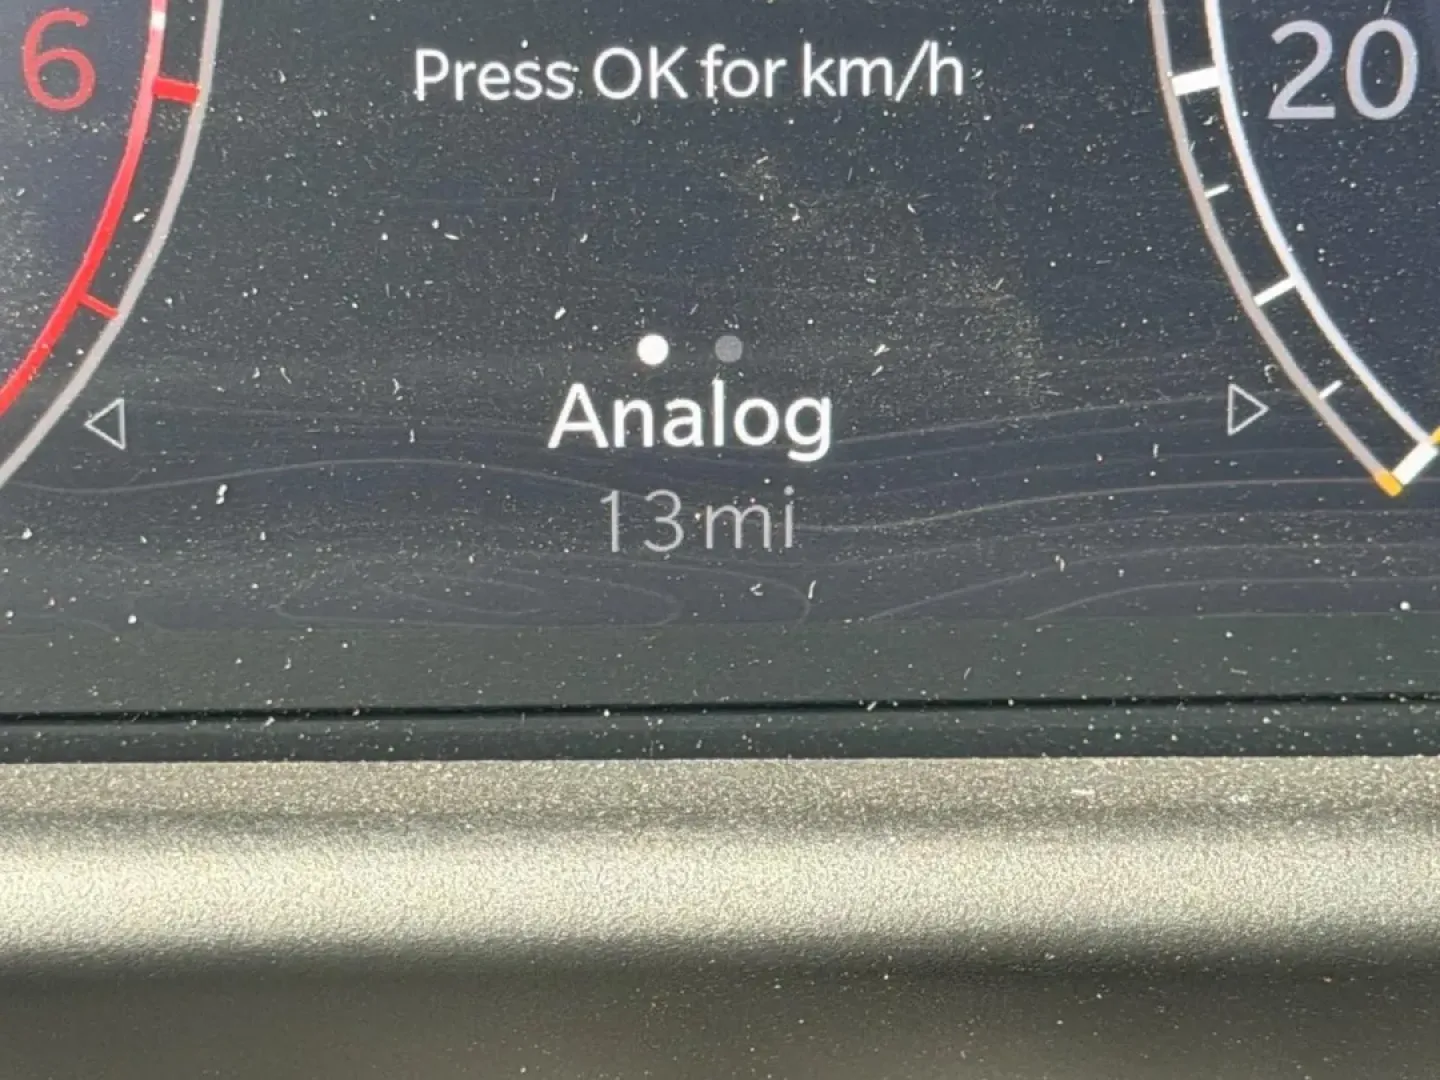 6
Press OK for km/h
20
Analog
13 mi